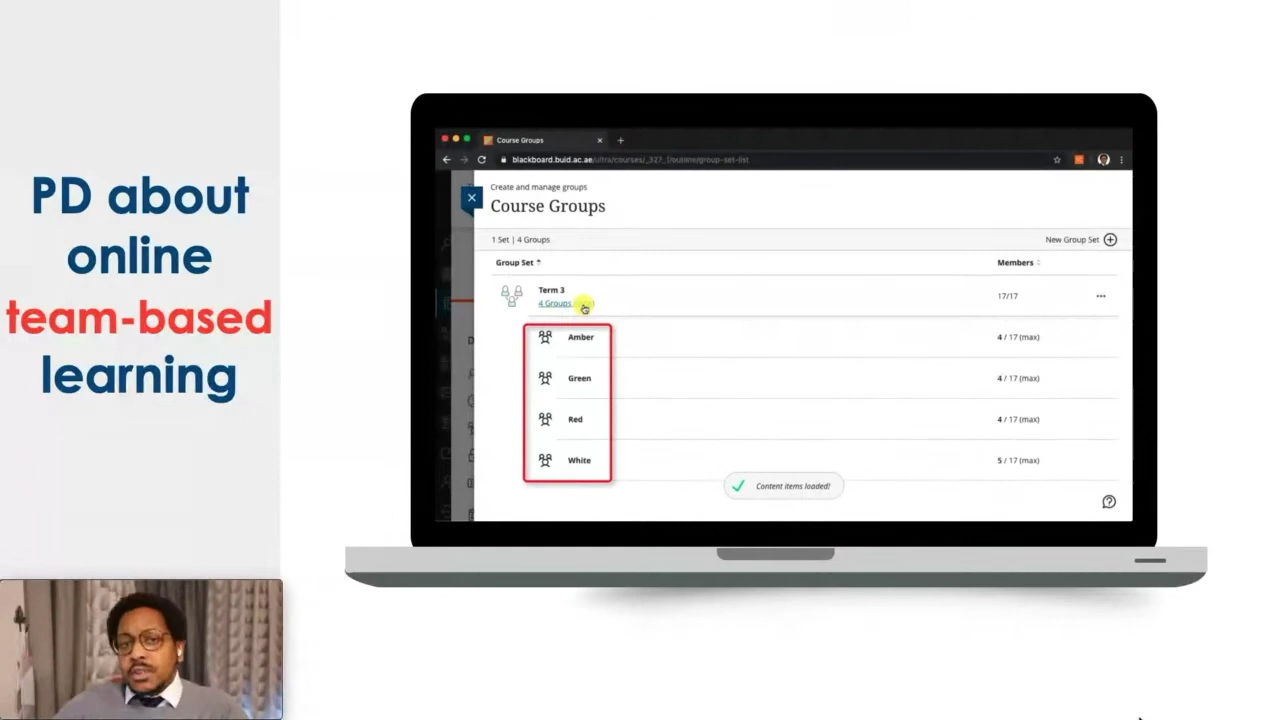 PD about
online
team-based
learning
Course Groups
blackboard.buid.ac.ae/ultra/courses/_327_1/outline/group-set-list
Create and manage groups
Course Groups
1 Set | 4 Groups
New Group Set
Group Set
Members
Term 3
17/17
4 Groups
Amber
4 / 17 (max)
Green
4 / 17 (max)
Red
4 / 17 (max)
White
5 / 17 (max)
Content items loaded!